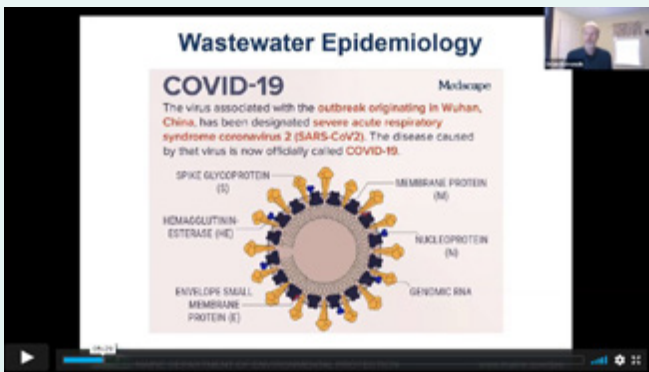 Wastewater Epidemiology
COVID-19
Medscape
The virus associated with the outbreak originating in Wuhan,
China, has been designated severe acute respiratory
syndrome coronavirus 2 (SARS-CoV2). The disease caused
by that virus is now officially called COVID-19.
SPIKE GLYCOPROTEIN
(S)
MEMBRANE PROTEIN
(M)
HEMAGGLUTININ-
ESTERASE (HE)
NUCLEOPROTEIN
(N)
ENVELOPE SMALL
MEMBRANE
PROTEIN (E)
GENOMIC RNA